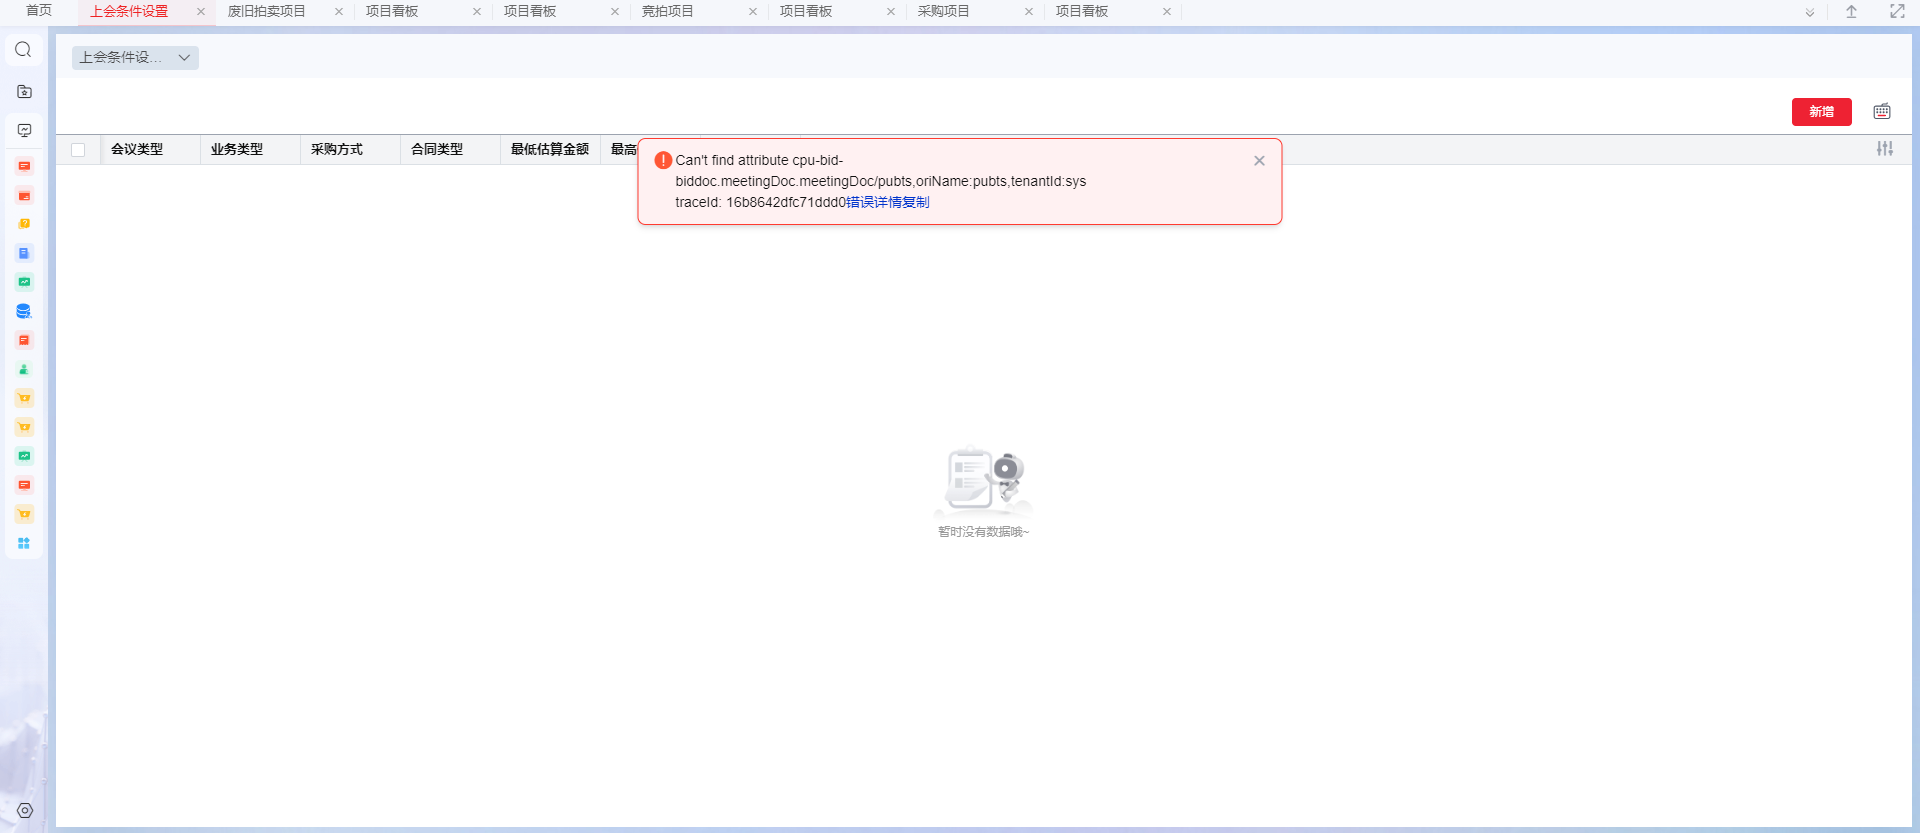 首页
上会条件设置
废旧拍卖项目
项目看板
项目看板
竞拍项目
项目看板
采购项目
项目看板
上会条件设...
新增
会议类型
业务类型
采购方式
合同类型
最低估算金额
最高
Can't find attribute cpu-bid-
biddoc.meetingDoc.meetingDoc/pubts,oriName:pubts,tenantId:sys
traceId: 16b8642dfc71ddd0错误详情复制
暂时没有数据哦~